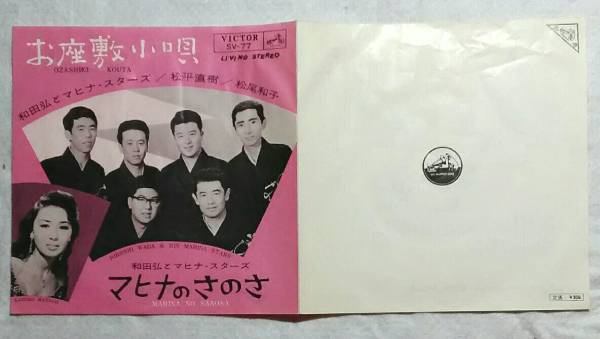 お座敷小唄
OZASHIKI KOUTA
VICTOR
SV-77
LIVING STEREO
和田弘とマヒナ・スターズ／松平直樹／松尾和子
HIROSHI WADA & HIS MAHINA STARS
和田弘とマヒナ・スターズ
マヒナのさのさ
MAHINA NO SANOSA